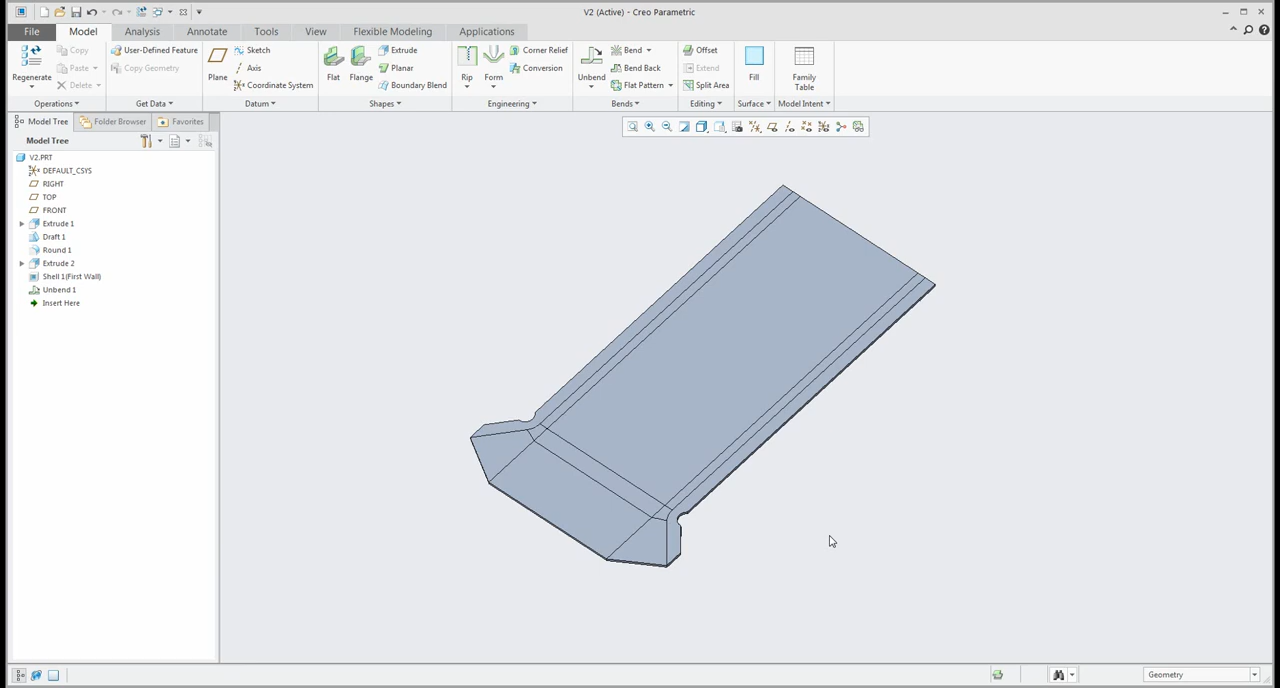 V2 (Active) - Creo Parametric
File Model Analysis Annotate Tools View Flexible Modeling Applications
Regenerate
Copy
Paste
Delete
Operations
User-Defined Feature
Copy Geometry
Get Data
Plane
Sketch
Axis
Coordinate System
Datum
Flat
Flange
Extrude
Planar
Boundary Blend
Shapes
Rip
Form
Corner Relief
Conversion
Engineering
Unbend
Bend
Bend Back
Flat Pattern
Bends
Offset
Extend
Split Area
Editing
Fill
Surface
Family
Table
Model Intent
Model Tree Folder Browser Favorites
Model Tree
V2.PRT
DEFAULT_CSYS
RIGHT
TOP
FRONT
Extrude 1
Draft 1
Round 1
Extrude 2
Shell 1(First Wall)
Unbend 1
Insert Here
Geometry